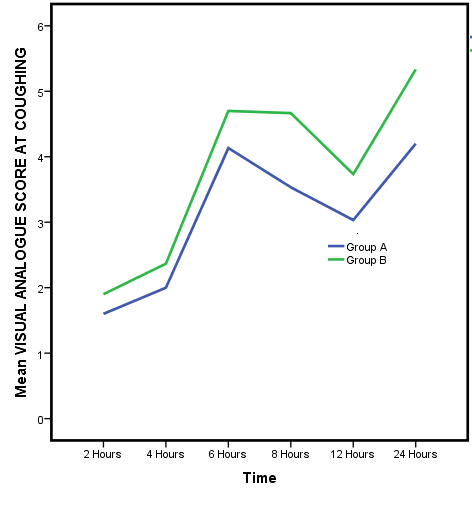 Mean VISUAL ANALOGUE SCORE AT COUGHING
6
5
4
3
2
1
0
Group A
Group B
2 Hours 4 Hours 6 Hours 8 Hours 12 Hours 24 Hours
Time